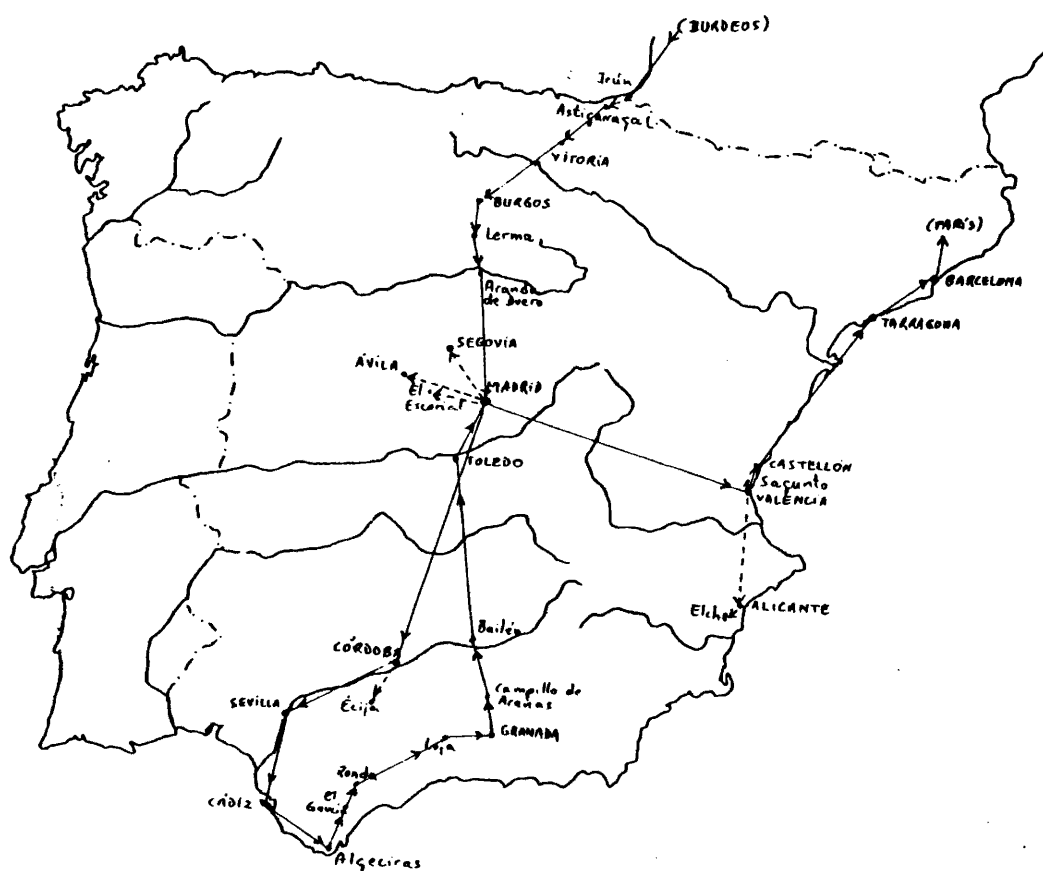 (BURDEOS)
Irún
Astigarraga
VITORIA
BURGOS
Lerma
Aranda
de Duero
SEGOVIA
ÁVILA
El
Escorial
MADRID
TOLEDO
(PARÍS)
BARCELONA
TARRAGONA
CASTELLÓN
Sagunto
VALENCIA
Elche
ALICANTE
Bailén
CÓRDOBA
Écija
SEVILLA
Campillo de
Arenas
GRANADA
Loja
Ronda
El
CÁDIZ
Algeciras